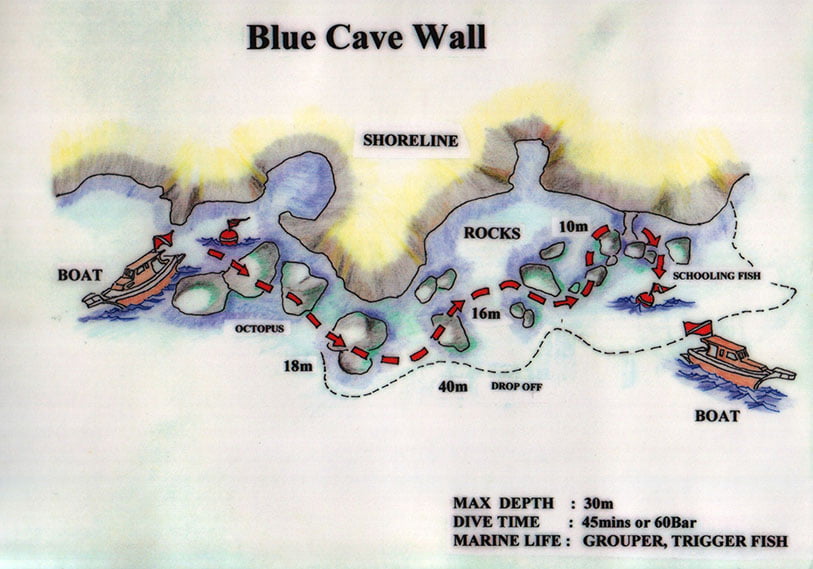 Blue Cave Wall
SHORELINE
10m
ROCKS
BOAT
SCHOOLING FISH
OCTOPUS
16m
18m
40m
DROP OFF
BOAT
MAX DEPTH : 30m
DIVE TIME : 45mins or 60Bar
MARINE LIFE : GROUPER, TRIGGER FISH